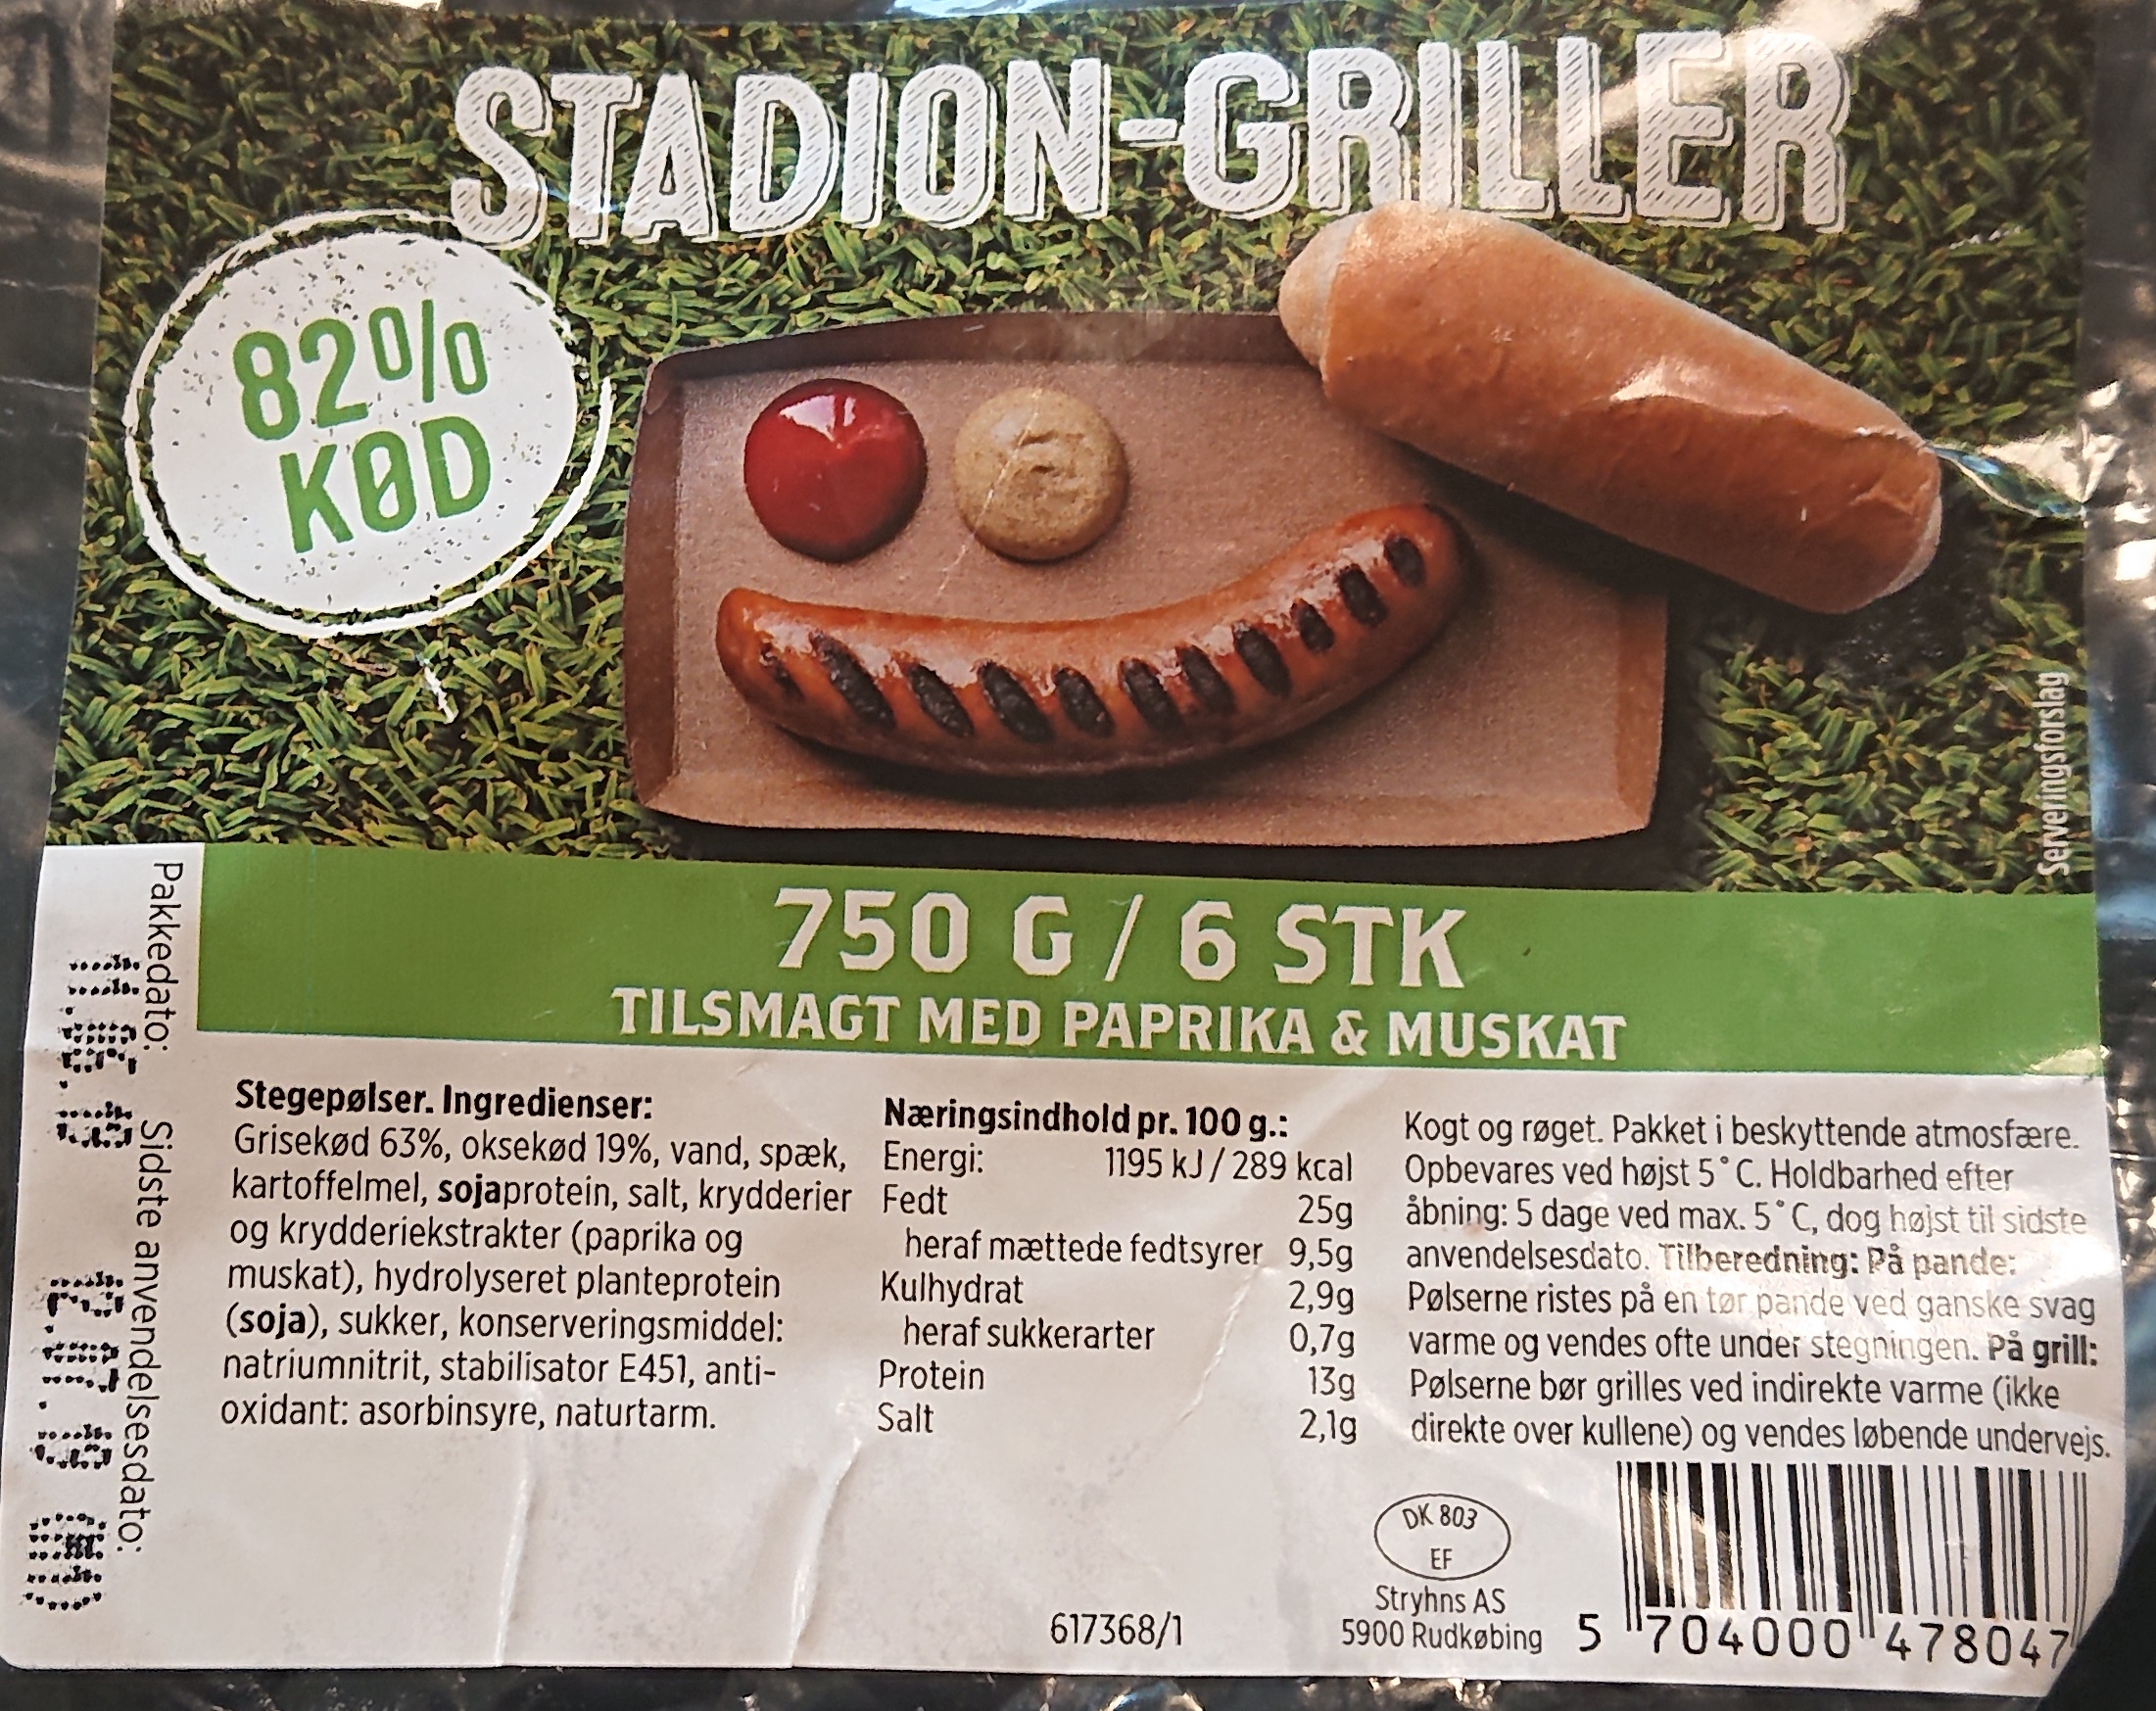 STADION-GRILLER
82%
KØD
Serveringsforslag
750 G / 6 STK
TILSMAGT MED PAPRIKA & MUSKAT
Pakkedato:
Sidste anvendelsesdato:
Stegepølser. Ingredienser:
Grisekød 63%, oksekød 19%, vand, spæk,
kartoffelmel, sojaprotein, salt, krydderier
og krydderiekstrakter (paprika og
muskat), hydrolyseret planteprotein
(soja), sukker, konserveringsmiddel:
natriumnitrit, stabilisator E451, anti-
oxidant: asorbinsyre, naturtarm.
Næringsindhold pr. 100 g.:
Energi: 1195 kJ / 289 kcal
Fedt 25g
heraf mættede fedtsyrer 9,5g
Kulhydrat 2,9g
heraf sukkerarter 0,7g
Protein 13g
Salt 2,1g
Kogt og røget. Pakket i beskyttende atmosfære.
Opbevares ved højst 5°C. Holdbarhed efter
åbning: 5 dage ved max. 5°C, dog højst til sidste
anvendelsesdato. Tilberedning: På pande:
Pølserne ristes på en tør pande ved ganske svag
varme og vendes ofte under stegningen. På grill:
Pølserne bør grilles ved indirekte varme (ikke
direkte over kullene) og vendes løbende undervejs.
DK 803
EF
Stryhns AS
5900 Rudkøbing
617368/1
5 704000 478047